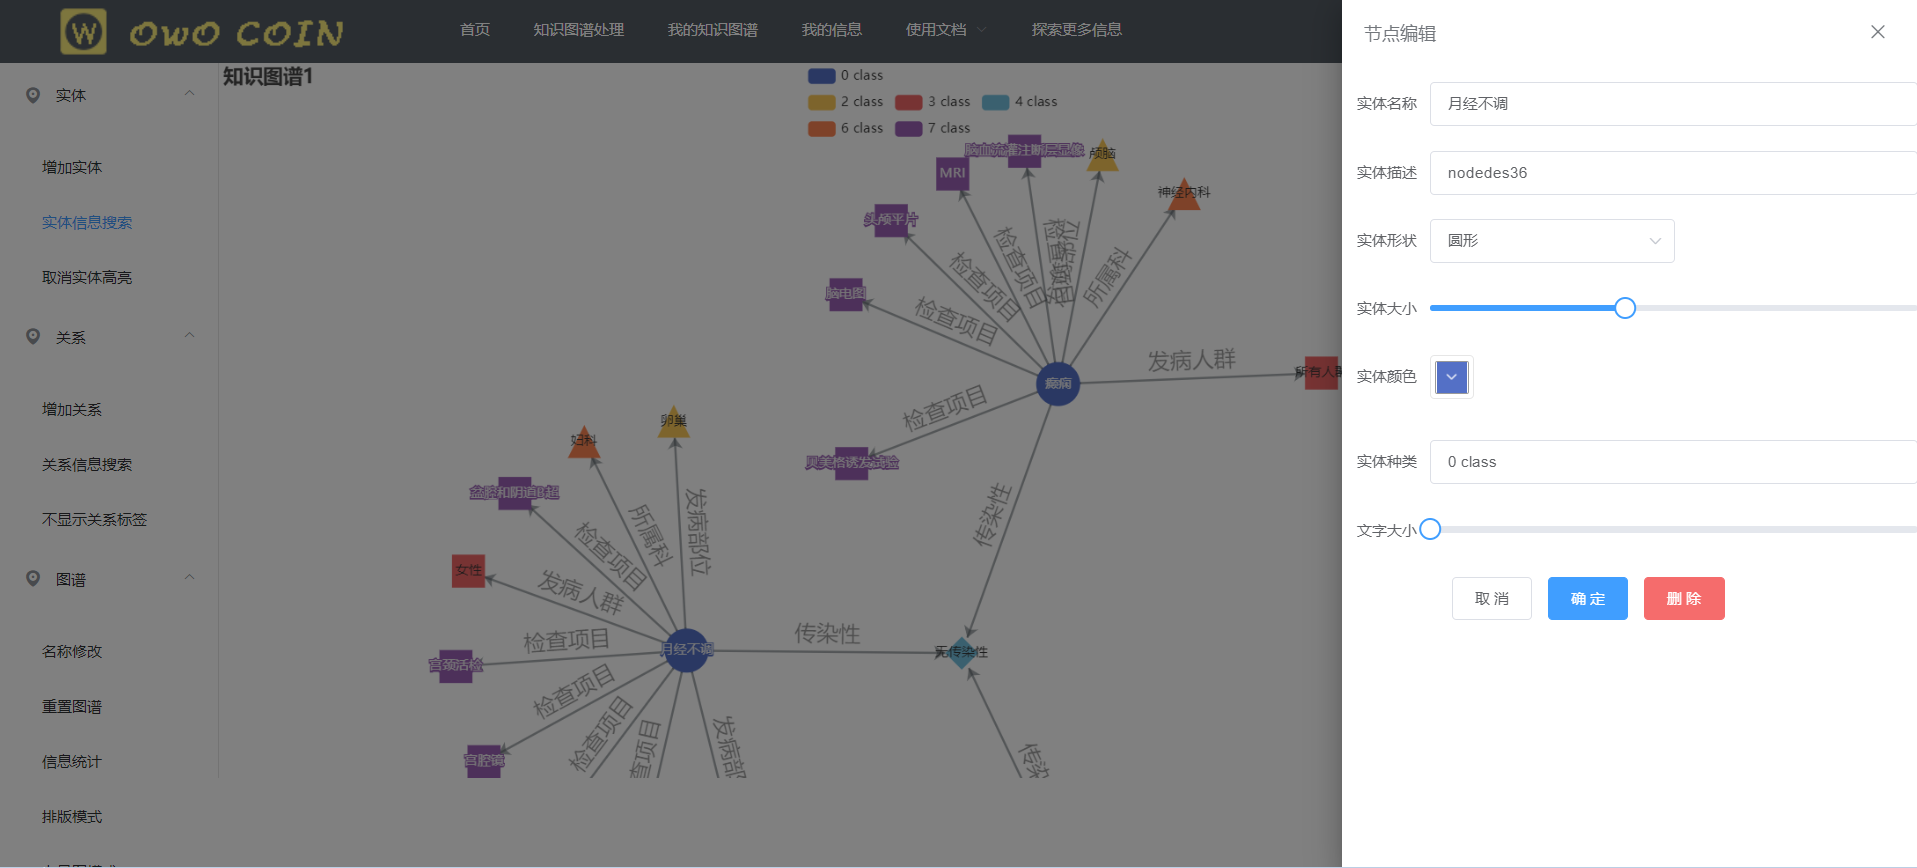 OWO COIN
首页
知识图谱处理
我的知识图谱
我的信息
使用文档
探索更多信息
实体
增加实体
实体信息搜索
取消实体高亮
关系
增加关系
关系信息搜索
不显示关系标签
图谱
名称修改
重置图谱
信息统计
排版模式
知识图谱1
0 class
2 class
3 class
4 class
6 class
7 class
脑血流灌注断层显像
颅脑
MRI
神经内科
头颅平片
脑电图
检查项目
检查项目
检查项目
检查项目
发病部位
所属科
发病人群
所有人群
癫痫
检查项目
贝美格诱发试验
传染性
卵巢
妇科
盆腔和阴道B超
女性
发病部位
所属科
检查项目
发病人群
检查项目
宫颈活检
月经不调
传染性
无传染性
检查项目
检查项目
查项目
发病部
传染
宫腔镜
节点编辑
实体名称
月经不调
实体描述
nodedes36
实体形状
圆形
实体大小
实体颜色
实体种类
0 class
文字大小
取消
确定
删除